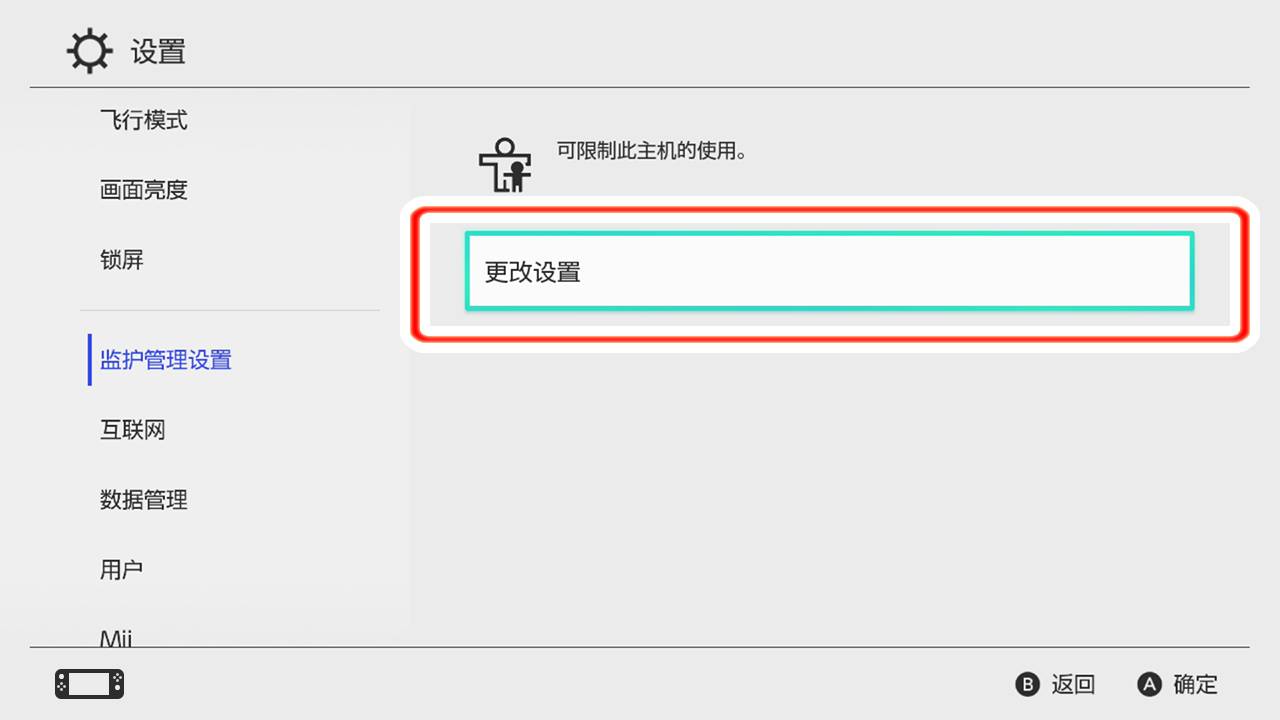 设置
飞行模式
画面亮度
锁屏
监护管理设置
互联网
数据管理
用户
Mii
可限制此主机的使用。
更改设置
B 返回
A 确定